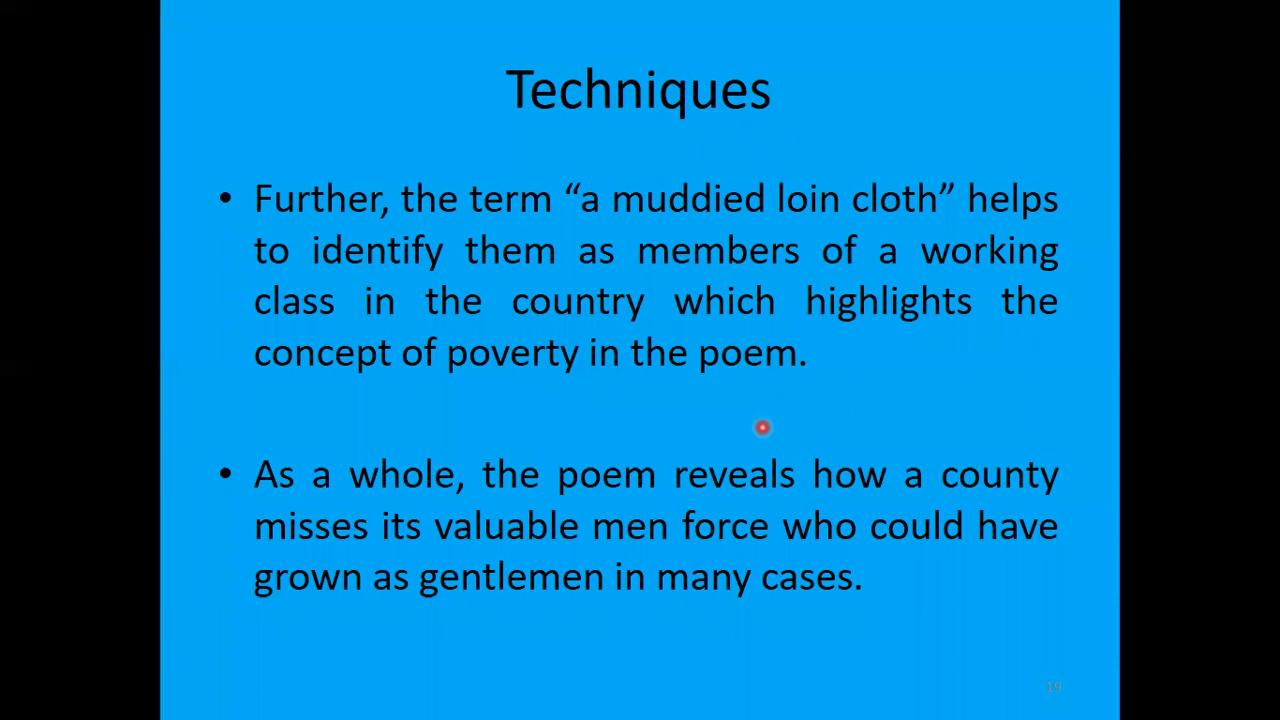 Techniques
• Further, the term “a muddied loin cloth” helps
to identify them as members of a working
class in the country which highlights the
concept of poverty in the poem.
• As a whole, the poem reveals how a county
misses its valuable men force who could have
grown as gentlemen in many cases.
19